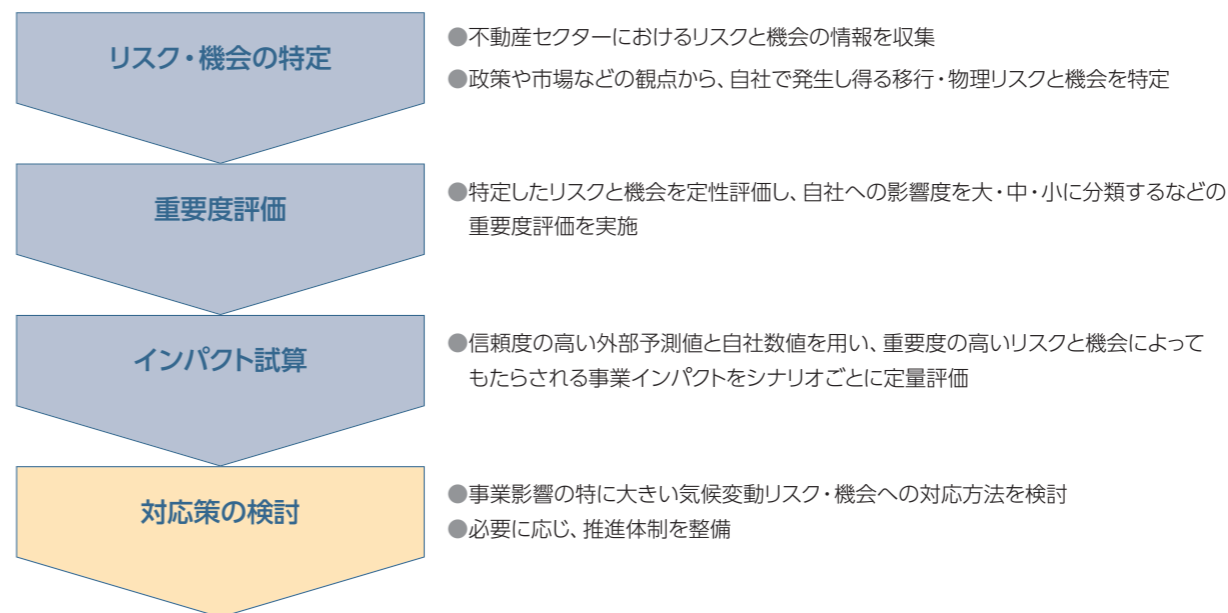 リスク・機会の特定
●不動産セクターにおけるリスクと機会の情報を収集
●政策や市場などの観点から、自社で発生し得る移行・物理リスクと機会を特定
重要度評価
●特定したリスクと機会を定性評価し、自社への影響度を大・中・小に分類するなどの
重要度評価を実施
インパクト試算
●信頼度の高い外部予測値と自社数値を用い、重要度の高いリスクと機会によって
もたらされる事業インパクトをシナリオごとに定量評価
対応策の検討
●事業影響の特に大きい気候変動リスク・機会への対応方法を検討
●必要に応じ、推進体制を整備